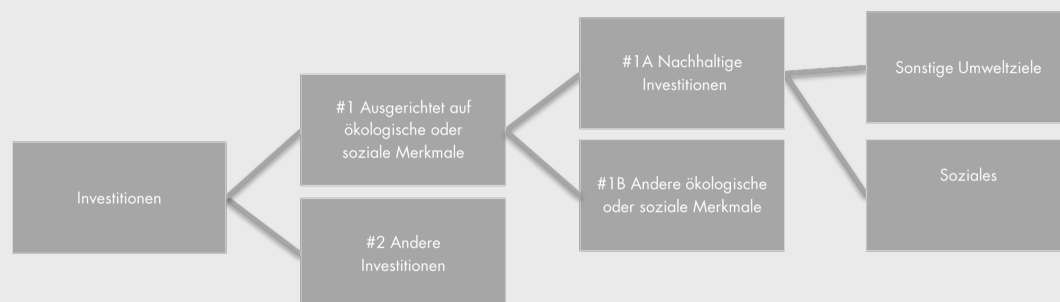 Investitionen
#1 Ausgerichtet auf
ökologische oder
soziale Merkmale
#2 Andere
Investitionen
#1A Nachhaltige
Investitionen
#1B Andere ökologische
oder soziale Merkmale
Sonstige Umweltziele
Soziales